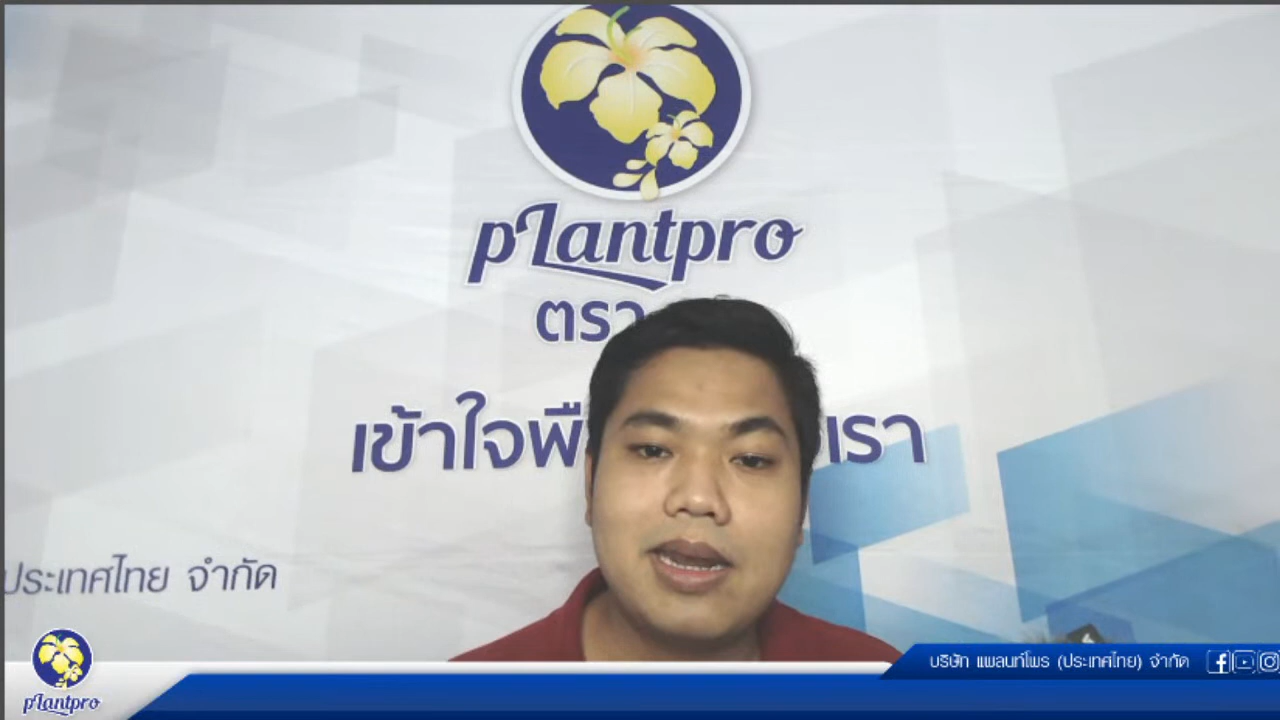 pLantpro
ตรา
เข้าใจ เรา
ประเทศไทย จำกัด
pLantpro
บริษัท แพลนท์โพร (ประเทศไทย) จำกัด